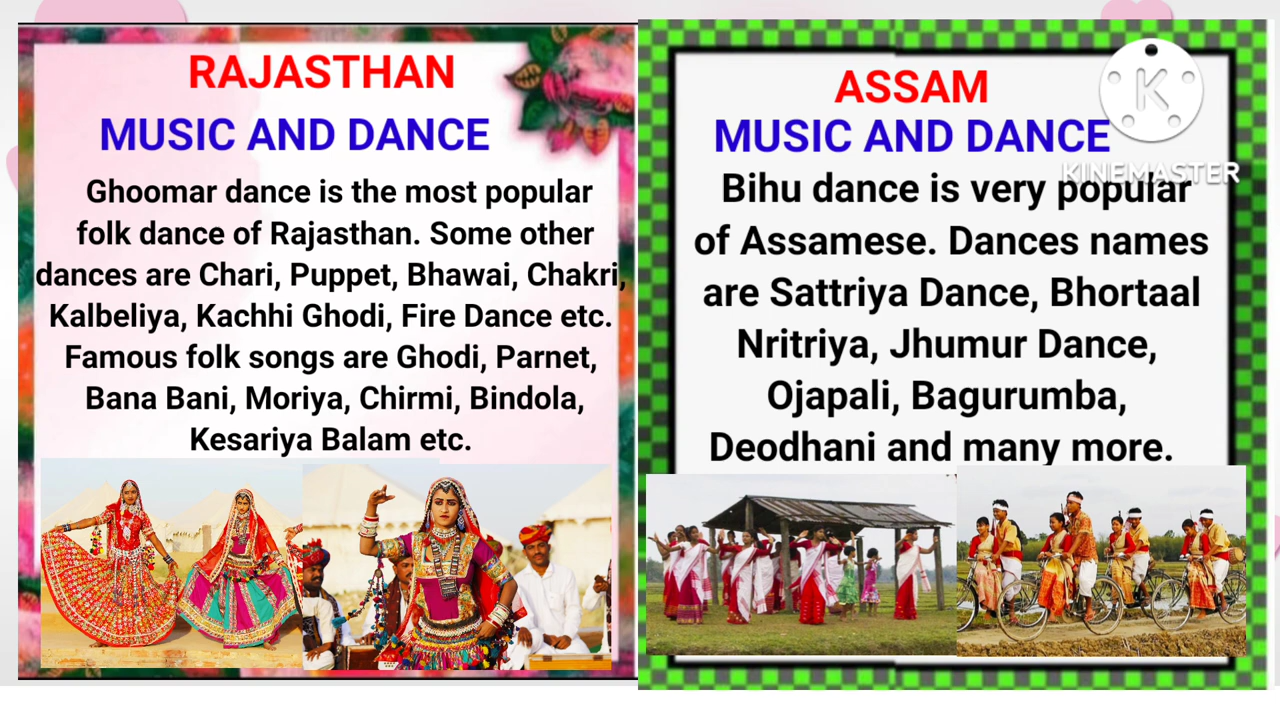 RAJASTHAN
MUSIC AND DANCE
Ghoomar dance is the most popular
folk dance of Rajasthan. Some other
dances are Chari, Puppet, Bhawai, Chakri,
Kalbeliya, Kachhi Ghodi, Fire Dance etc.
Famous folk songs are Ghodi, Parnet,
Bana Bani, Moriya, Chirmi, Bindola,
Kesariya Balam etc.
ASSAM
MUSIC AND DANCE
K
KINEMASTER
Bihu dance is very popular
of Assamese. Dances names
are Sattriya Dance, Bhortaal
Nritriya, Jhumur Dance,
Ojapali, Bagurumba,
Deodhani and many more.